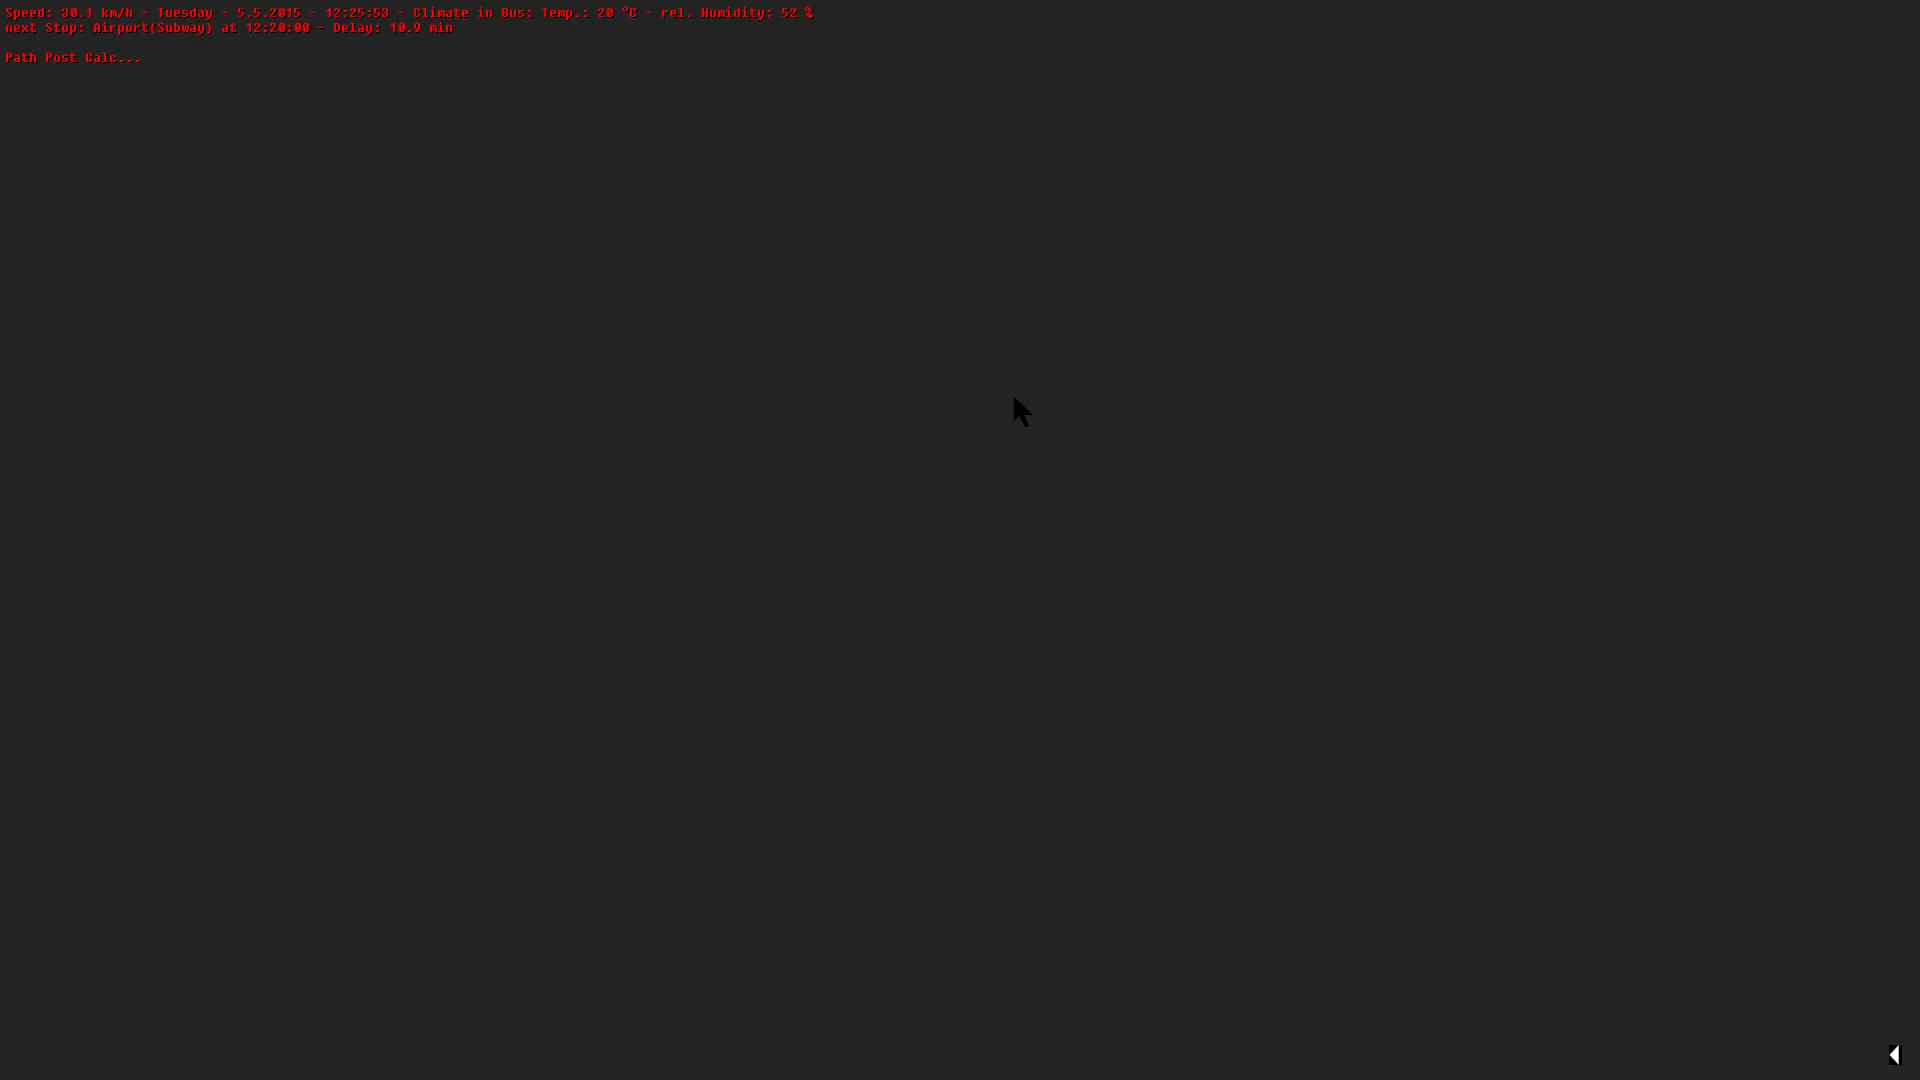 Speed: 30.1 km/h - Tuesday - 5.5.2015 - 12:25:53 - Climate in Bus: Temp.: 20 °C - rel. Humidity: 52 %
next Stop: Airport(Subway) at 12:20:00 - Delay: 10.9 min
Path Post Calc...